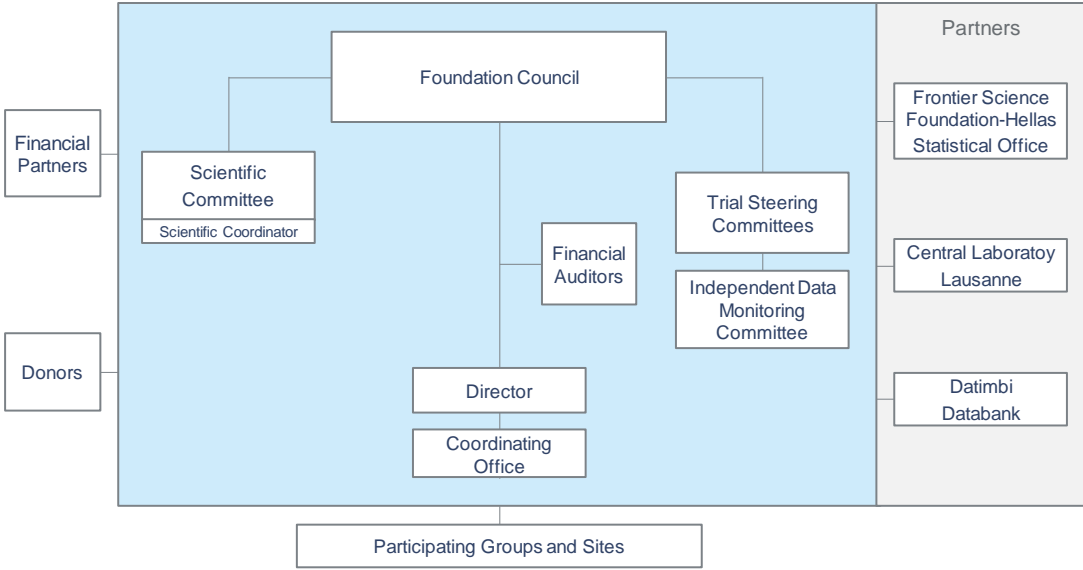 Partners
Foundation Council
Frontier Science
Foundation-Hellas
Statistical Office
Financial
Partners
Scientific
Committee
Scientific Coordinator
Trial Steering
Committees
Financial
Auditors
Central Laboratoy
Lausanne
Independent Data
Monitoring
Committee
Donors
Director
Datimbi
Databank
Coordinating
Office
Participating Groups and Sites